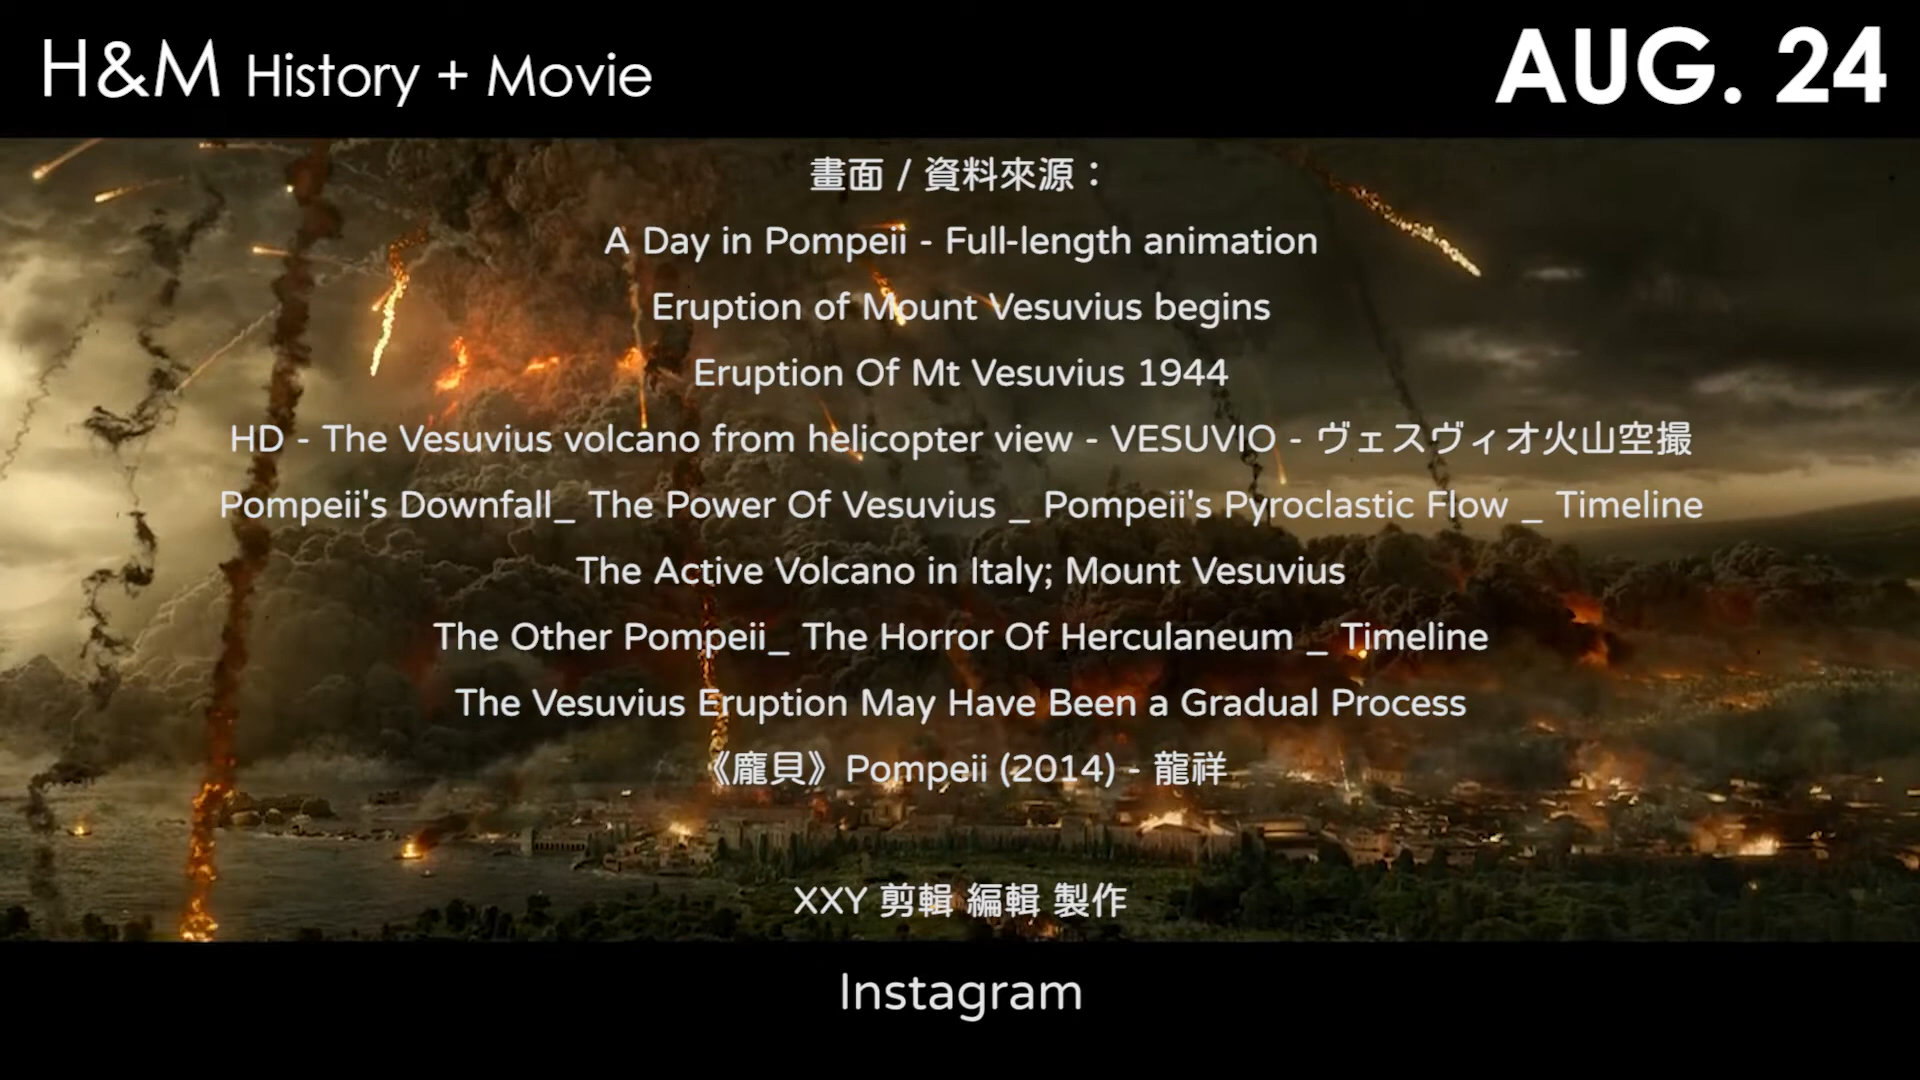 H&M History + Movie
AUG. 24
畫面 / 資料來源：
A Day in Pompeii - Full-length animation
Eruption of Mount Vesuvius begins
Eruption Of Mt Vesuvius 1944
HD - The Vesuvius volcano from helicopter view - VESUVIO - ヴェスヴィオ火山空撮
Pompeii's Downfall_ The Power Of Vesuvius _ Pompeii's Pyroclastic Flow _ Timeline
The Active Volcano in Italy; Mount Vesuvius
The Other Pompeii_ The Horror Of Herculaneum _ Timeline
The Vesuvius Eruption May Have Been a Gradual Process
《龐貝》Pompeii (2014) - 龍祥
XXY 剪輯 編輯 製作
Instagram